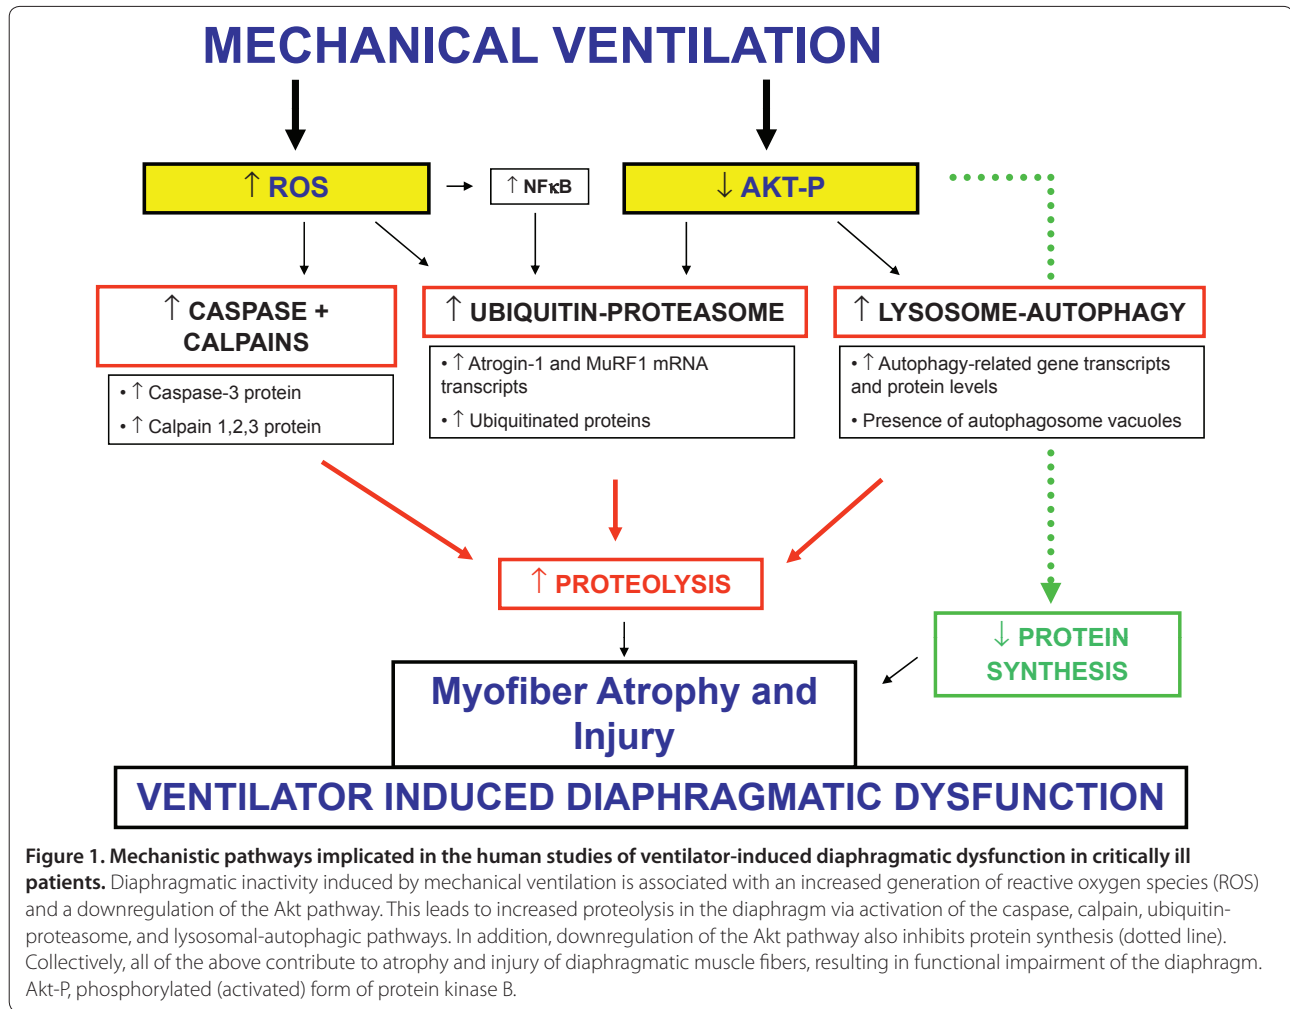 MECHANICAL VENTILATION
↑ ROS
↑ NFκB
↓ AKT-P
↑ CASPASE +
CALPAINS
↑ UBIQUITIN-PROTEASOME
↑ LYSOSOME-AUTOPHAGY
• ↑ Caspase-3 protein
• ↑ Calpain 1,2,3 protein
• ↑ Atrogin-1 and MuRF1 mRNA
transcripts
• ↑ Ubiquitinated proteins
• ↑ Autophagy-related gene transcripts
and protein levels
• Presence of autophagosome vacuoles
↑ PROTEOLYSIS
↓ PROTEIN
SYNTHESIS
Myofiber Atrophy and
Injury
VENTILATOR INDUCED DIAPHRAGMATIC DYSFUNCTION
Figure 1. Mechanistic pathways implicated in the human studies of ventilator-induced diaphragmatic dysfunction in critically ill
patients. Diaphragmatic inactivity induced by mechanical ventilation is associated with an increased generation of reactive oxygen species (ROS)
and a downregulation of the Akt pathway. This leads to increased proteolysis in the diaphragm via activation of the caspase, calpain, ubiquitin-
proteasome, and lysosomal-autophagic pathways. In addition, downregulation of the Akt pathway also inhibits protein synthesis (dotted line).
Collectively, all of the above contribute to atrophy and injury of diaphragmatic muscle fibers, resulting in functional impairment of the diaphragm.
Akt-P, phosphorylated (activated) form of protein kinase B.